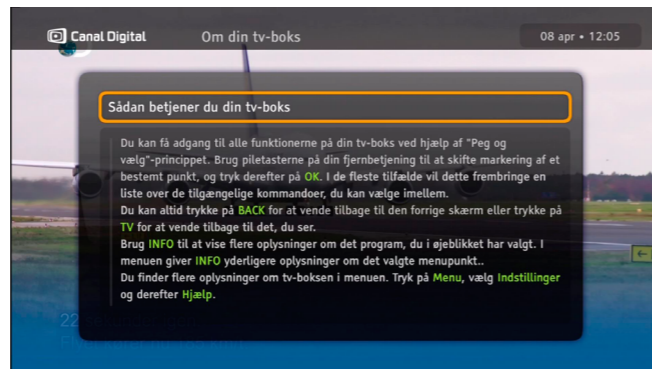 Canal Digital
Om din tv-boks
08 apr • 12:05
Sådan betjener du din tv-boks
Du kan få adgang til alle funktionerne på din tv-boks ved hjælp af "Peg og
vælg"-princippet. Brug piletasterne på din fjernbetjening til at skifte markering af et
bestemt punkt, og tryk derefter på OK. I de fleste tilfælde vil dette frembringe en
liste over de tilgængelige kommandoer, du kan vælge imellem.
Du kan altid trykke på BACK for at vende tilbage til den forrige skærm eller trykke på
TV for at vende tilbage til det, du ser.
Brug INFO til at vise flere oplysninger om det program, du i øjeblikket har valgt. I
menuen giver INFO yderligere oplysninger om det valgte menupunkt..
Du finder flere oplysninger om tv-boksen i menuen. Tryk på Menu, vælg Indstillinger
og derefter Hjælp.
22